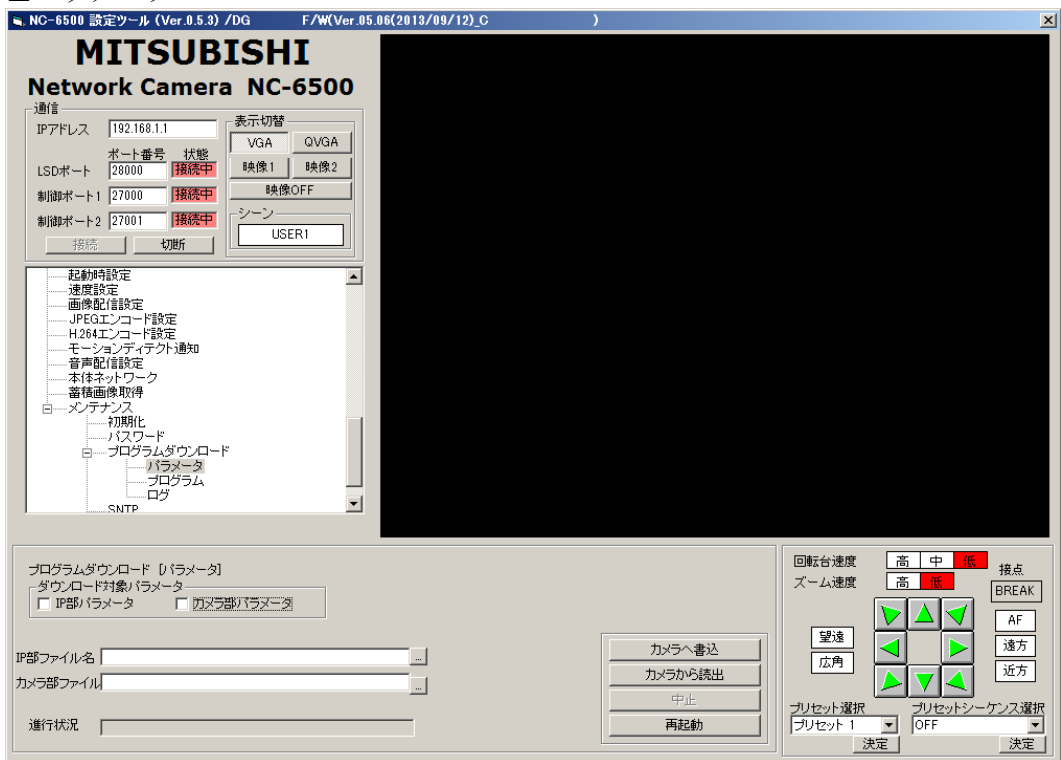 NC-6500 設定ツール (Ver.0.5.3) /DG F/W(Ver.05.06(2013/09/12)_C )
MITSUBISHI
Network Camera NC-6500
通信
IPアドレス 192.168.1.1
ポート番号 状態
LSDポート 28000 接続中
制御ポート1 27000 接続中
制御ポート2 27001 接続中
接続 切断
表示切替
VGA QVGA
映像1 映像2
映像OFF
シーン
USER1
起動時設定
速度設定
画像配信設定
JPEGエンコード設定
H.264エンコード設定
モーションディテクト通知
音声配信設定
本体ネットワーク
蓄積画像取得
メンテナンス
初期化
パスワード
プログラムダウンロード
パラメータ
プログラム
ログ
SNTP
プログラムダウンロード [パラメータ]
ダウンロード対象パラメータ
IP部パラメータ カメラ部パラメータ
IP部ファイル名 ...
カメラ部ファイル ...
進行状況
カメラへ書込
カメラから読出
中止
再起動
回転台速度 高 中 低
ズーム速度 高 低
接点
BREAK
望遠
広角
AF
遠方
近方
プリセット選択 プリセットシーケンス選択
プリセット 1 OFF
決定 決定